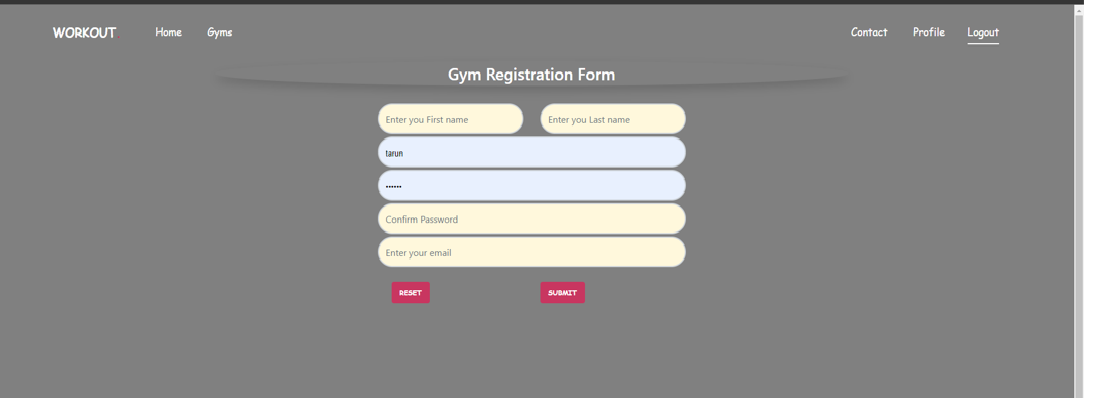 WORKOUT. Home Gyms Contact Profile Logout
Gym Registration Form
Enter you First name Enter you Last name
tarun
••••••
Confirm Password
Enter your email
RESET SUBMIT